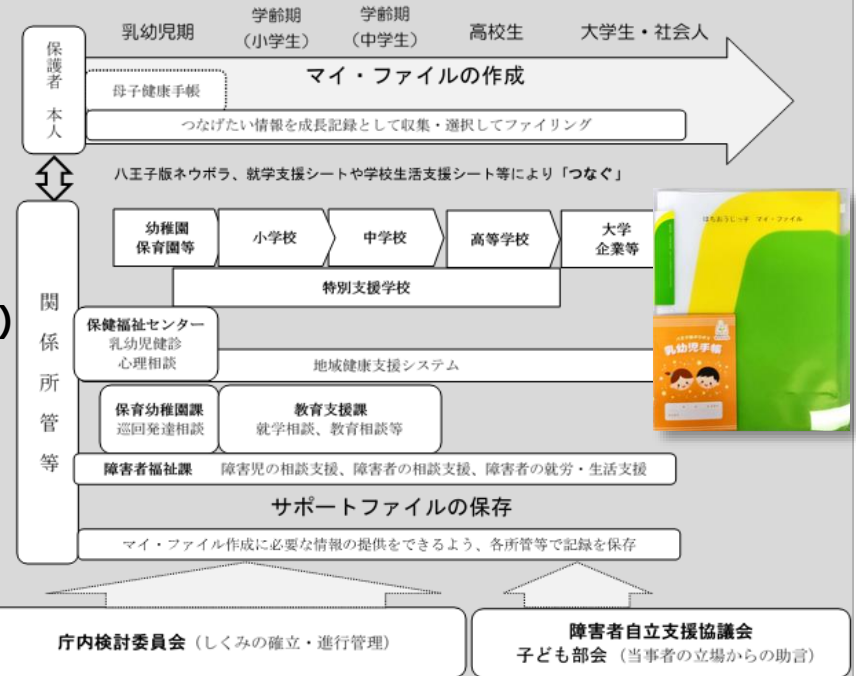 乳幼児期
学齢期
（小学生）
学齢期
（中学生）
高校生
大学生・社会人
保護者 本人
マイ・ファイルの作成
母子健康手帳
つなげたい情報を成長記録として収集・選択してファイリング
八王子版ネウボラ、就学支援シートや学校生活支援シート等により「つなぐ」
関係所管等
幼稚園
保育園等
小学校
中学校
高等学校
大学
企業等
特別支援学校
はちおうじっ子 マイ・ファイル
乳幼児手帳
)
保健福祉センター
乳幼児健診
心理相談
地域健康支援システム
保育幼稚園課
巡回発達相談
教育支援課
就学相談、教育相談等
障害者福祉課 障害児の相談支援、障害者の相談支援、障害者の就労・生活支援
サポートファイルの保存
マイ・ファイル作成に必要な情報の提供をできるよう、各所管等で記録を保存
庁内検討委員会（しくみの確立・進行管理）
障害者自立支援協議会
子ども部会（当事者の立場からの助言）